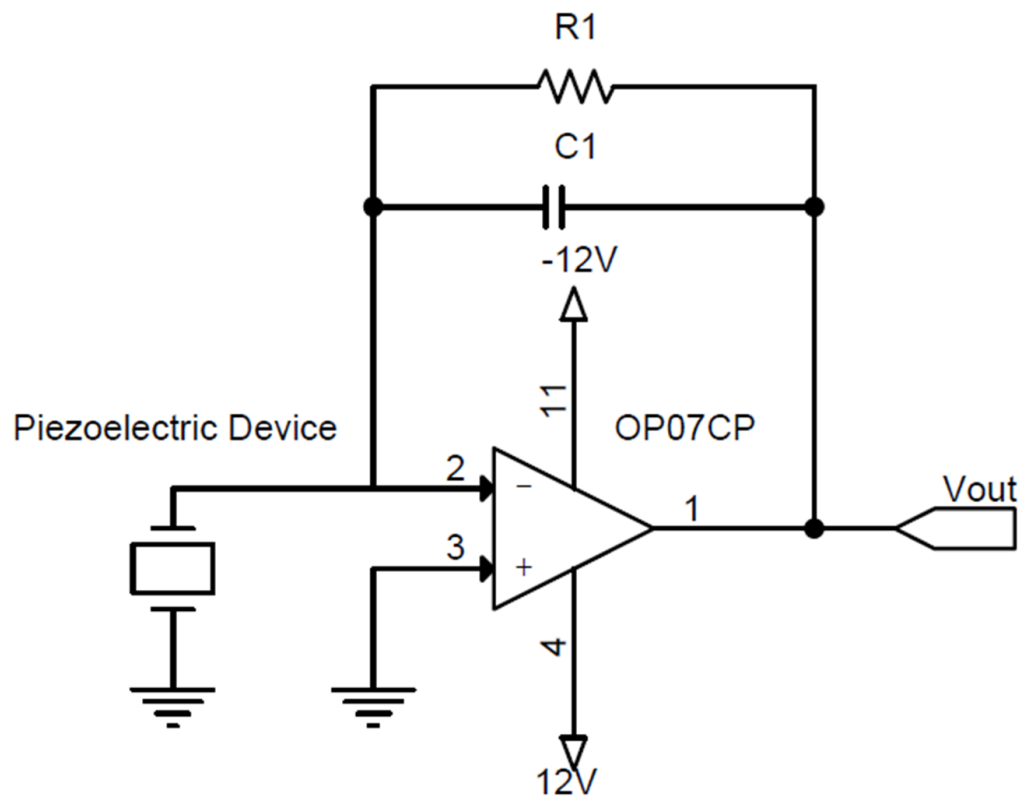 R1
C1
-12V
11
Piezoelectric Device
OP07CP
2
−
1
Vout
3
+
4
12V